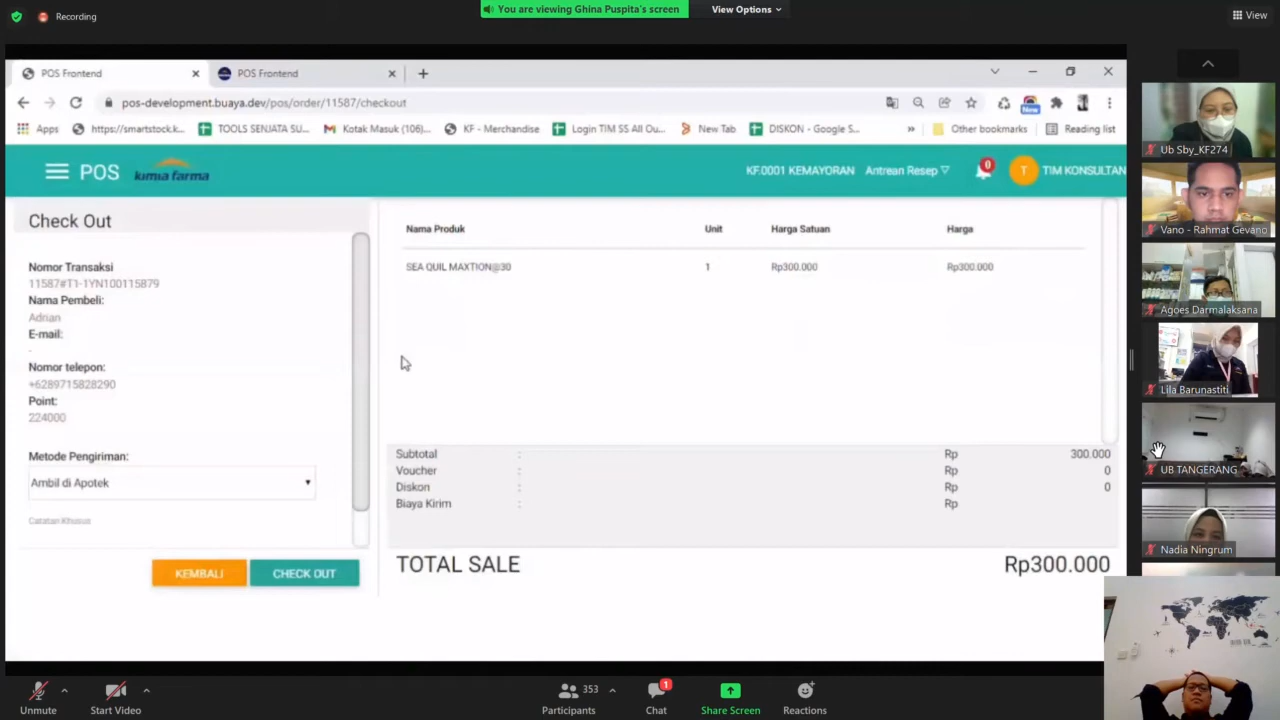 Recording
You are viewing Ghina Puspita's screen
View Options
View
POS Frontend
POS Frontend
pos-development.buaya.dev/pos/order/11587/checkout
Apps
https://smartstock.k...
TOOLS SENJATA SU...
Kotak Masuk (106)...
KF - Merchandise
Login TIM SS All Ou...
New Tab
DISKON - Google S...
»
Other bookmarks
Reading list
New
POS
kimia farma
KF.0001 KEMAYORAN
Antrean Resep
0
T
TIM KONSULTAN
Check Out
Nomor Transaksi
11587#T1-1YN100115879
Nama Pembeli:
Adrian
E-mail:
-
Nomor telepon:
+6289715828290
Point:
224000
Metode Pengiriman:
Ambil di Apotek
Catatan Khusus
KEMBALI
CHECK OUT
Nama Produk Unit Harga Satuan Harga
SEA QUIL MAXTION@30 1 Rp300.000 Rp300.000
Subtotal : Rp 300.000
Voucher : Rp 0
Diskon : Rp 0
Biaya Kirim : Rp
TOTAL SALE Rp300.000
Ub Sby_KF274
Vano - Rahmat Gevano
Agoes Darmalaksana
Lila Barunastiti
UB TANGERANG
Nadia Ningrum
Unmute
Start Video
353
Participants
1
Chat
Share Screen
Reactions